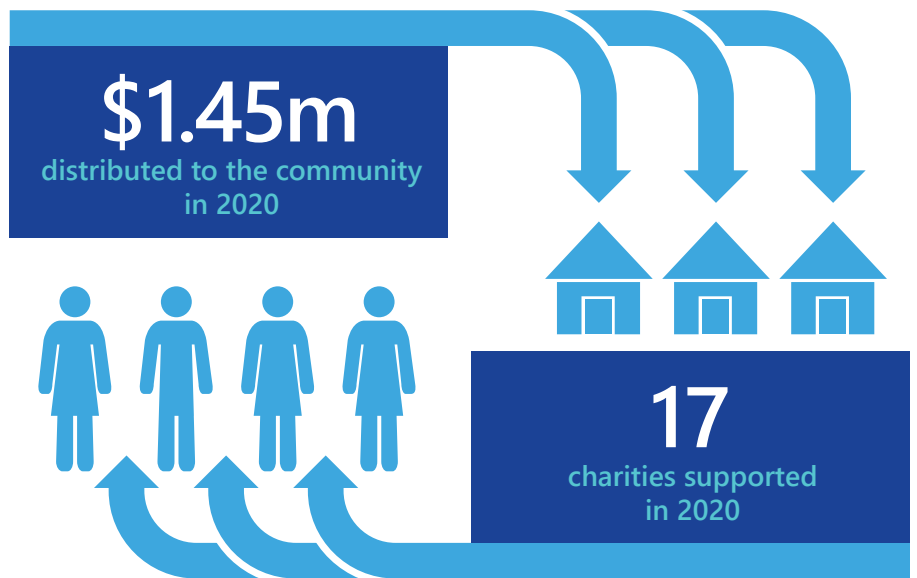 $1.45m
distributed to the community
in 2020
17
charities supported
in 2020